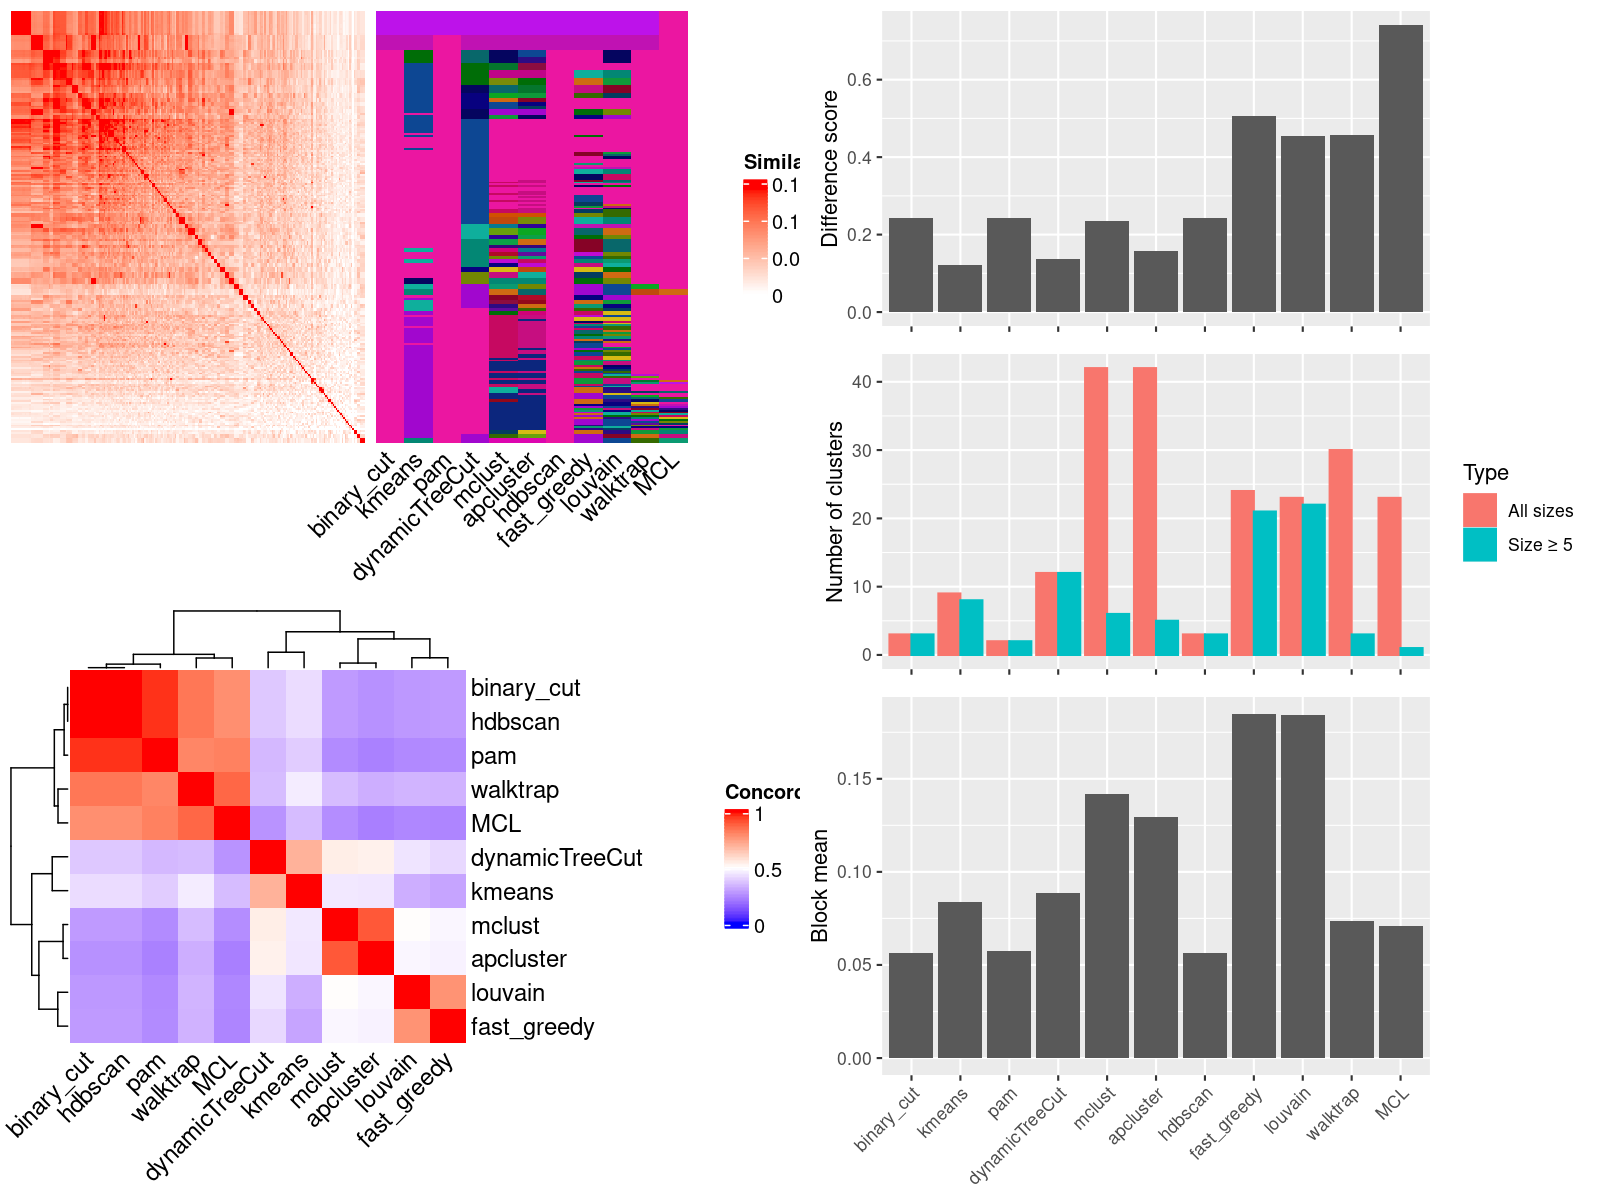 Simila
0.1
0.1
0.0
0
binary_cut
kmeans
pam
dynamicTreeCut
mclust
apcluster
hdbscan
fast_greedy
louvain
walktrap
MCL
binary_cut
hdbscan
pam
walktrap
MCL
dynamicTreeCut
kmeans
mclust
apcluster
louvain
fast_greedy
binary_cut
hdbscan
pam
walktrap
MCL
dynamicTreeCut
kmeans
mclust
apcluster
louvain
fast_greedy
Concord
1
0.5
0
Difference score
0.6
0.4
0.2
0.0
Number of clusters
40
30
20
10
0
Type
All sizes
Size ≥ 5
Block mean
0.15
0.10
0.05
0.00
binary_cut
kmeans
pam
dynamicTreeCut
mclust
apcluster
hdbscan
fast_greedy
louvain
walktrap
MCL